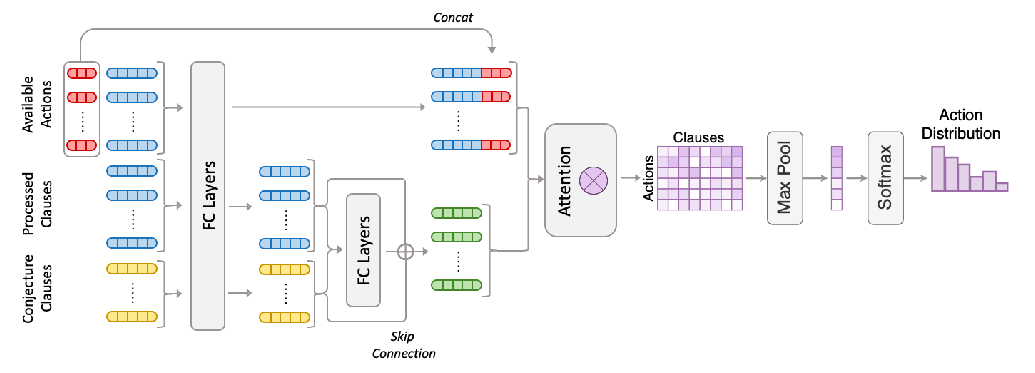 Concat
Available
Actions
Processed
Clauses
Conjecture
Clauses
FC Layers
FC Layers
Skip
Connection
Attention
Clauses
Actions
Max Pool
Softmax
Action
Distribution